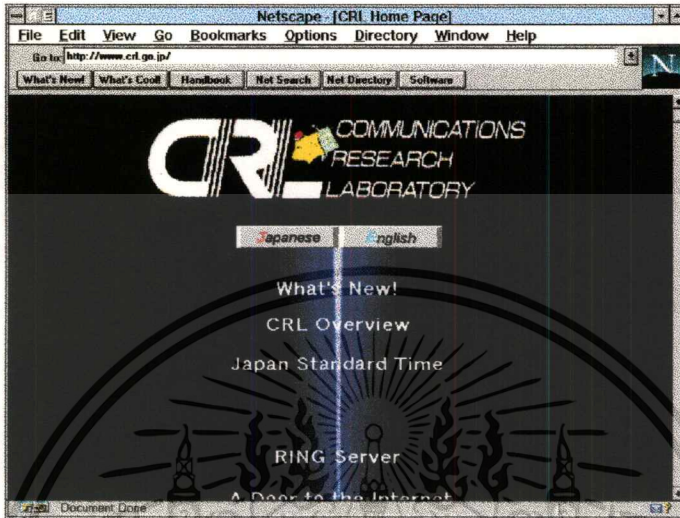 Netscape - [CRL Home Page]
File Edit View Go Bookmarks Options Directory Window Help
Go to: http://www.crl.go.jp/
N
What's New! What's Cool! Handbook Net Search Net Directory Software
CRL COMMUNICATIONS
RESEARCH
LABORATORY
Japanese English
What's New!
CRL Overview
Japan Standard Time
RING Server
A Door to the Internet
Document Done